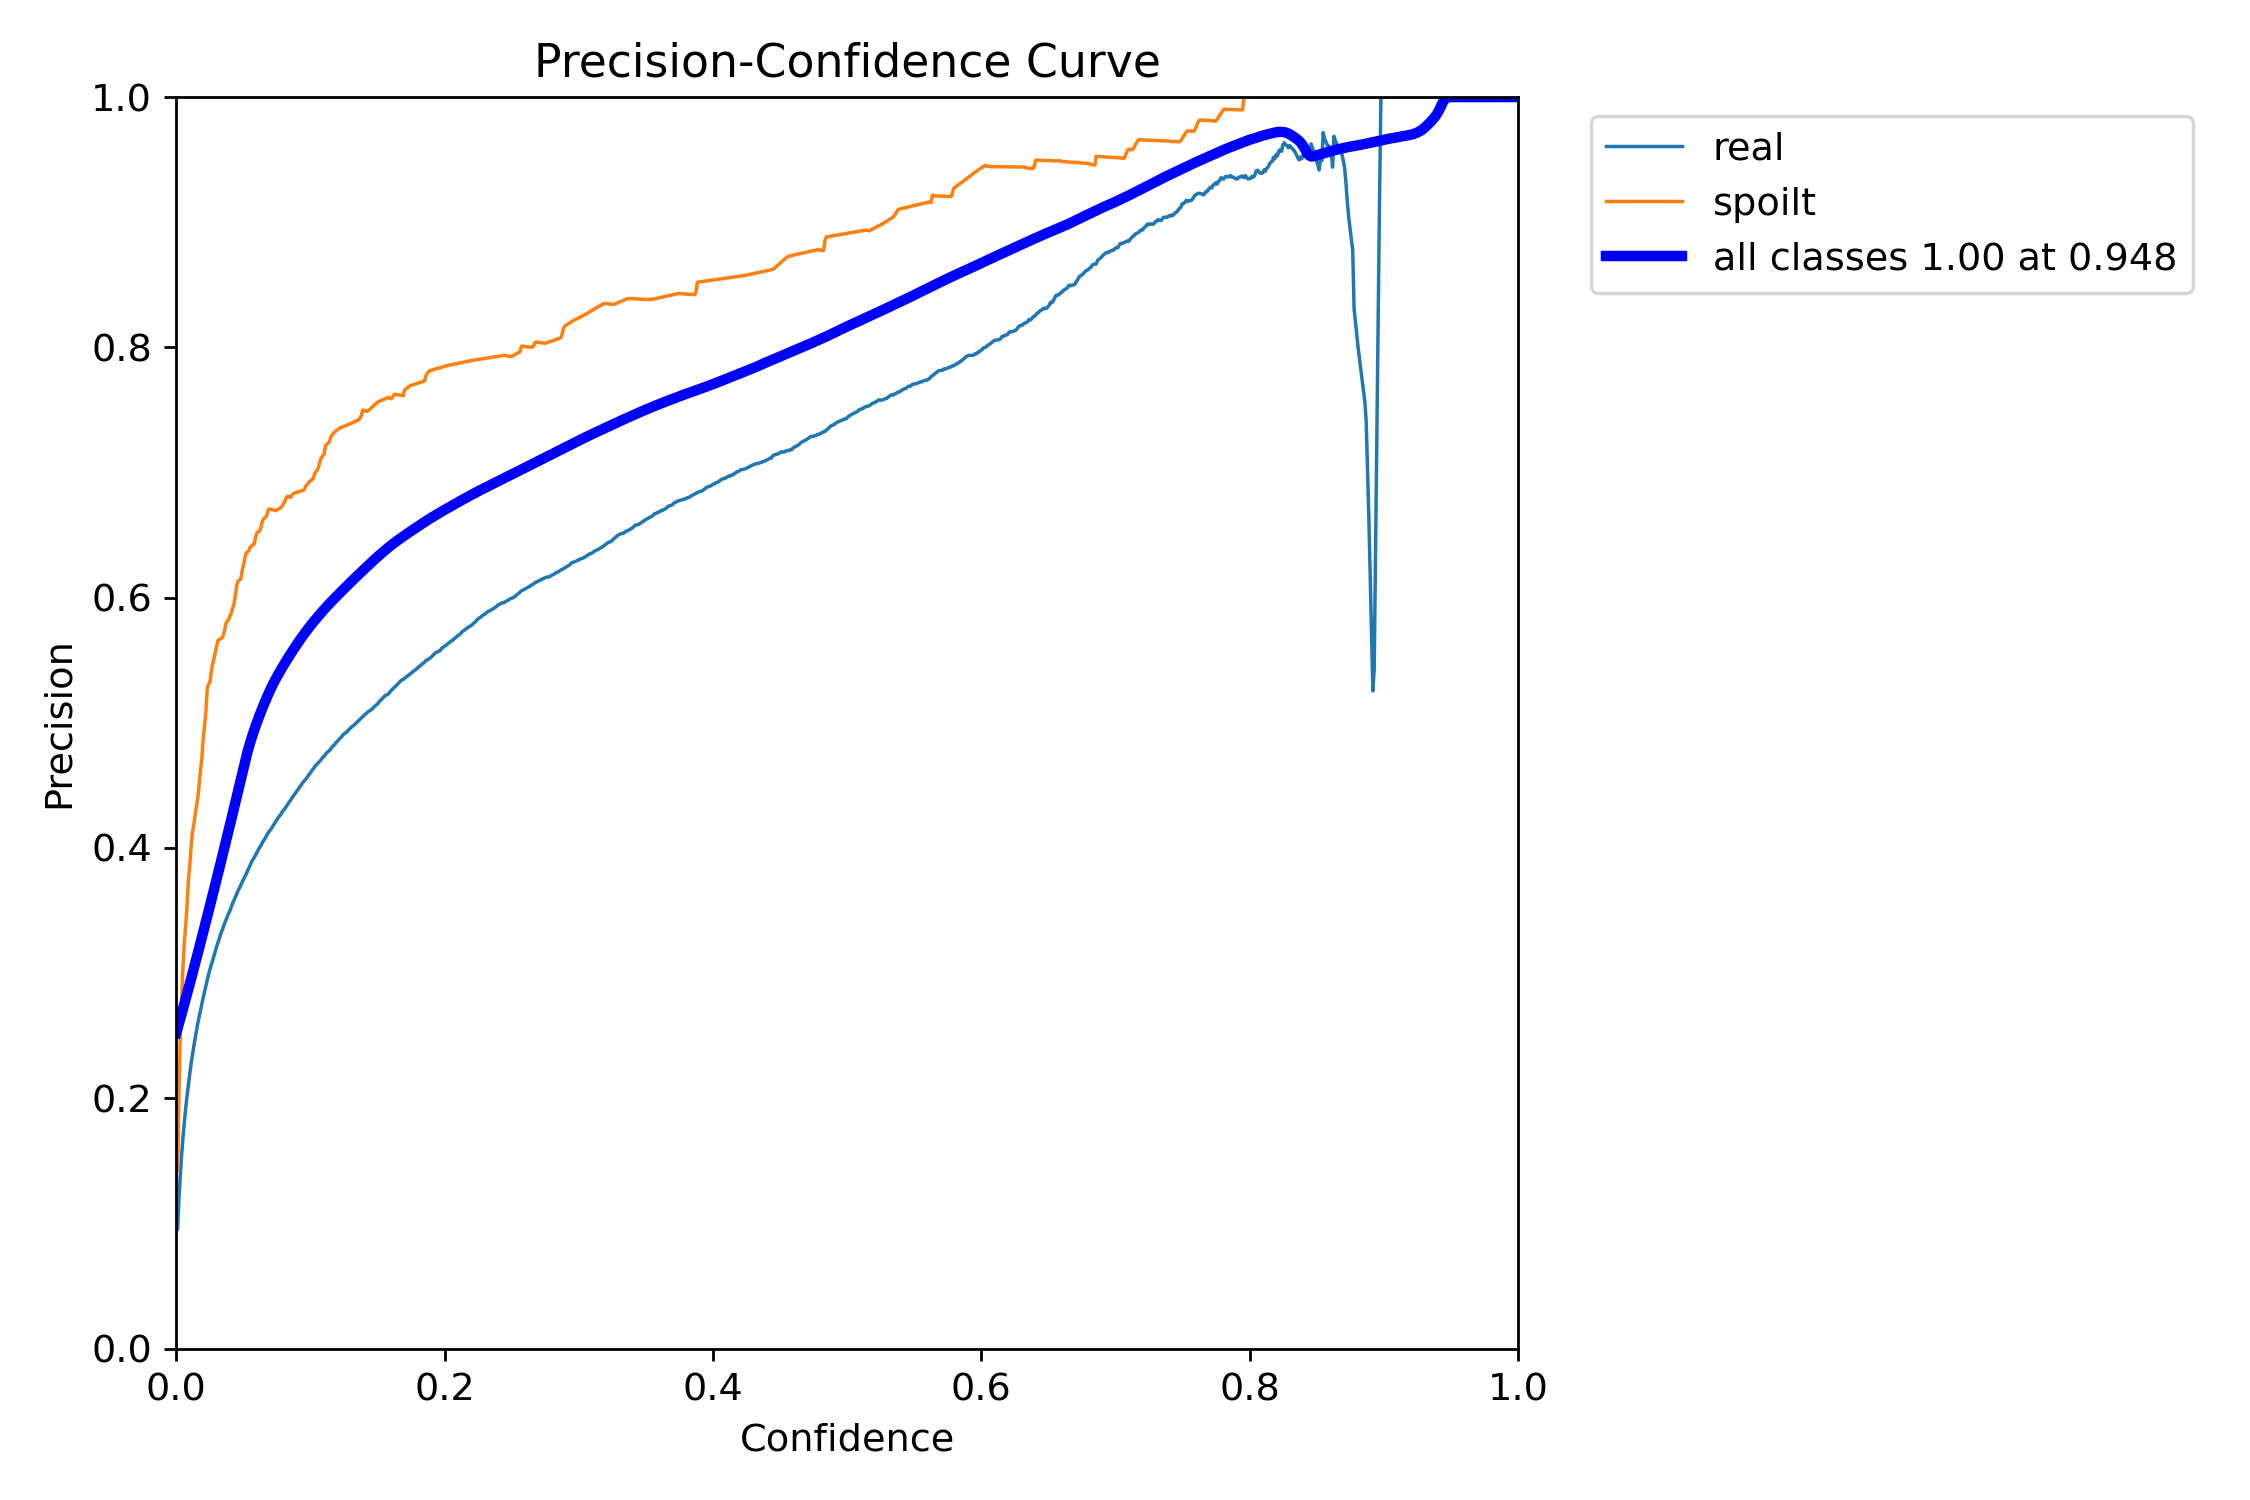 Precision-Confidence Curve
1.0
0.8
0.6
0.4
0.2
0.0
Precision
0.0 0.2 0.4 0.6 0.8 1.0
Confidence
real
spoilt
all classes 1.00 at 0.948